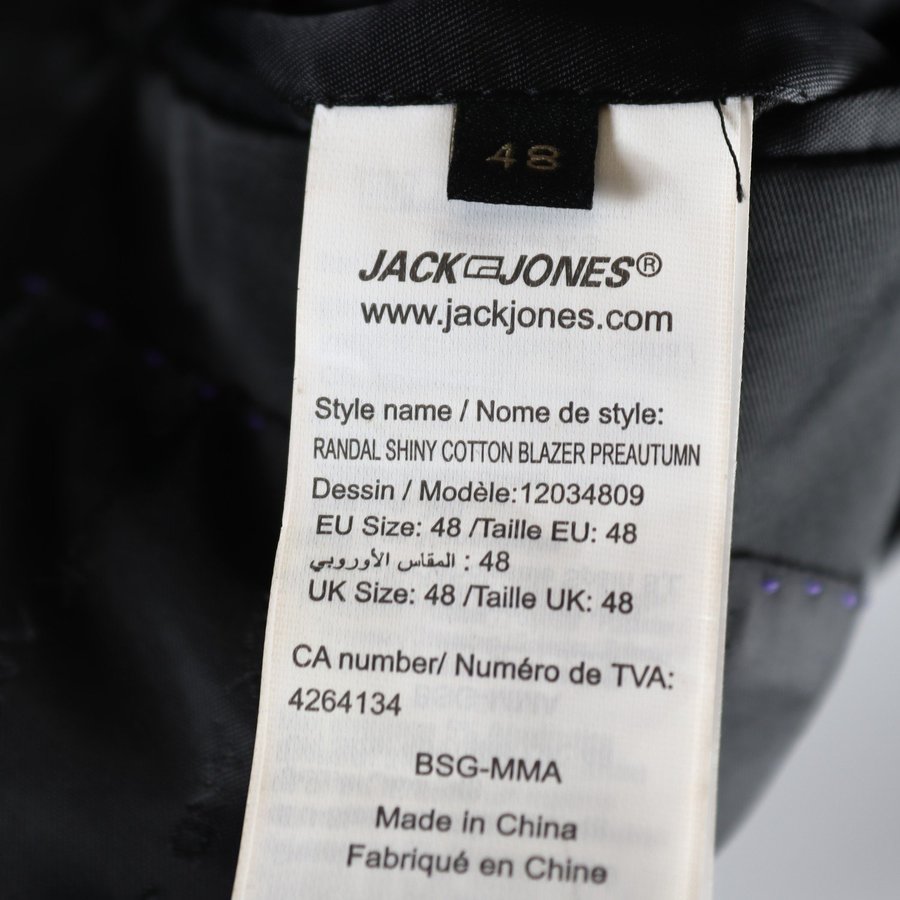 48
JACK JONES®
www.jackjones.com
Style name / Nome de style:
RANDAL SHINY COTTON BLAZER PREAUTUMN
Dessin / Modèle:12034809
EU Size: 48 /Taille EU: 48
المقاس الأوروبي : 48
UK Size: 48 /Taille UK: 48
CA number/ Numéro de TVA:
4264134
BSG-MMA
Made in China
Fabriqué en Chine